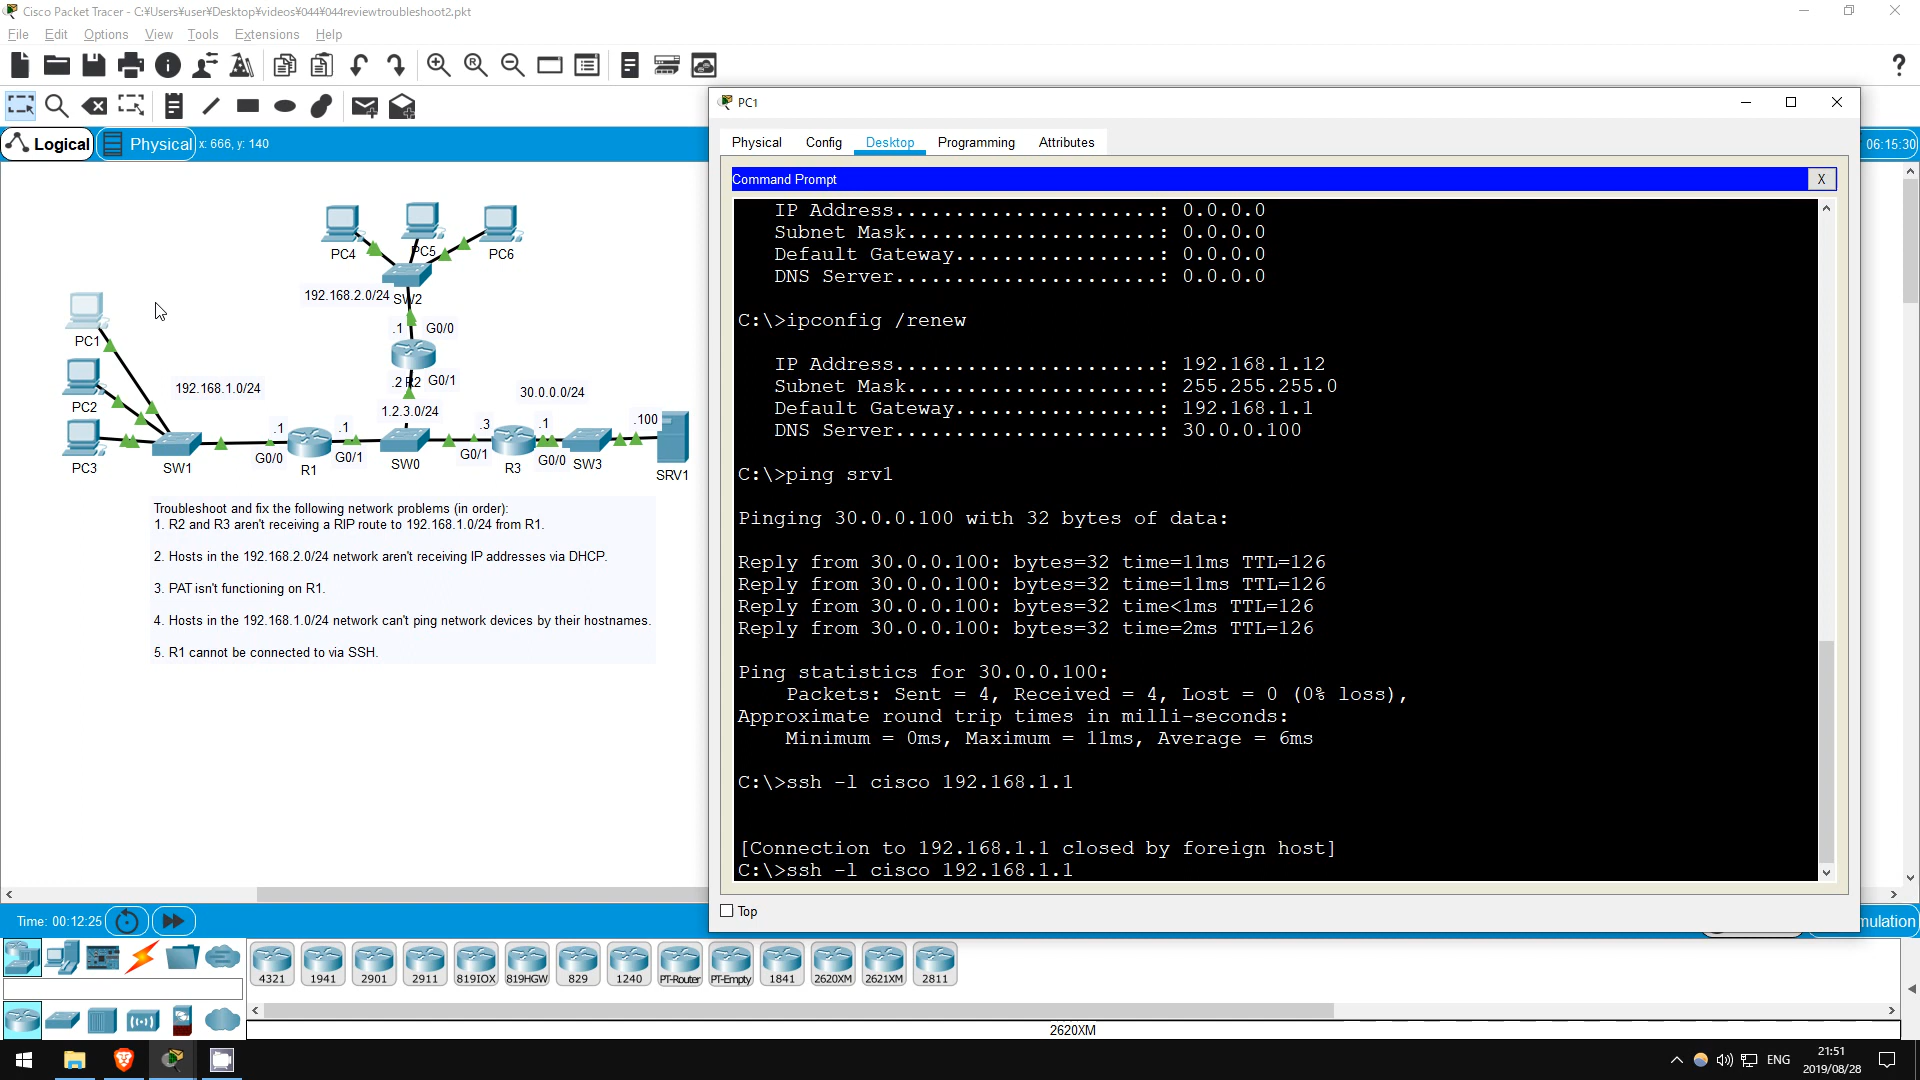 Cisco Packet Tracer - C:¥Users¥user¥Desktop¥videos¥044¥044reviewtroubleshoot2.pkt
File Edit Options View Tools Extensions Help
Logical Physical x: 666, y: 140
06:15:30
PC4
PC5
PC6
192.168.2.0/24
SW2
.1 G0/0
PC1
.2 R2 G0/1
192.168.1.0/24
30.0.0.0/24
PC2
1.2.3.0/24
.1 .1 .3 .1 .100
G0/0 G0/1 G0/1 G0/0
PC3 SW1 R1 SW0 R3 SW3 SRV1
Troubleshoot and fix the following network problems (in order):
1. R2 and R3 aren't receiving a RIP route to 192.168.1.0/24 from R1.
2. Hosts in the 192.168.2.0/24 network aren't receiving IP addresses via DHCP.
3. PAT isn't functioning on R1.
4. Hosts in the 192.168.1.0/24 network can't ping network devices by their hostnames.
5. R1 cannot be connected to via SSH.
PC1
Physical Config Desktop Programming Attributes
Command Prompt
X
IP Address......................: 0.0.0.0
Subnet Mask.....................: 0.0.0.0
Default Gateway.................: 0.0.0.0
DNS Server......................: 0.0.0.0
C:\>ipconfig /renew
IP Address......................: 192.168.1.12
Subnet Mask.....................: 255.255.255.0
Default Gateway.................: 192.168.1.1
DNS Server......................: 30.0.0.100
C:\>ping srv1
Pinging 30.0.0.100 with 32 bytes of data:
Reply from 30.0.0.100: bytes=32 time=11ms TTL=126
Reply from 30.0.0.100: bytes=32 time=11ms TTL=126
Reply from 30.0.0.100: bytes=32 time<1ms TTL=126
Reply from 30.0.0.100: bytes=32 time=2ms TTL=126
Ping statistics for 30.0.0.100:
Packets: Sent = 4, Received = 4, Lost = 0 (0% loss),
Approximate round trip times in milli-seconds:
Minimum = 0ms, Maximum = 11ms, Average = 6ms
C:\>ssh -l cisco 192.168.1.1
[Connection to 192.168.1.1 closed by foreign host]
C:\>ssh -l cisco 192.168.1.1
Top
Time: 00:12:25
mulation
4321 1941 2901 2911 819IOX 819HGW 829 1240 PT-Router PT-Empty 1841 2620XM 2621XM 2811
2620XM
ENG
21:51
2019/08/28